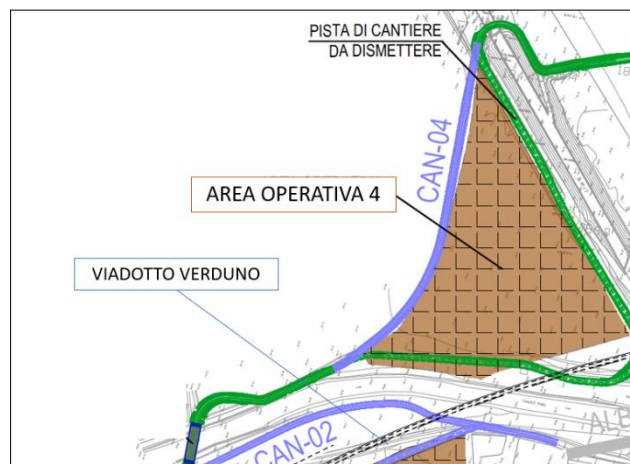 PISTA DI CANTIERE
DA DISMETTERE
CAN-04
AREA OPERATIVA 4
VIADOTTO VERDUNO
CAN-02